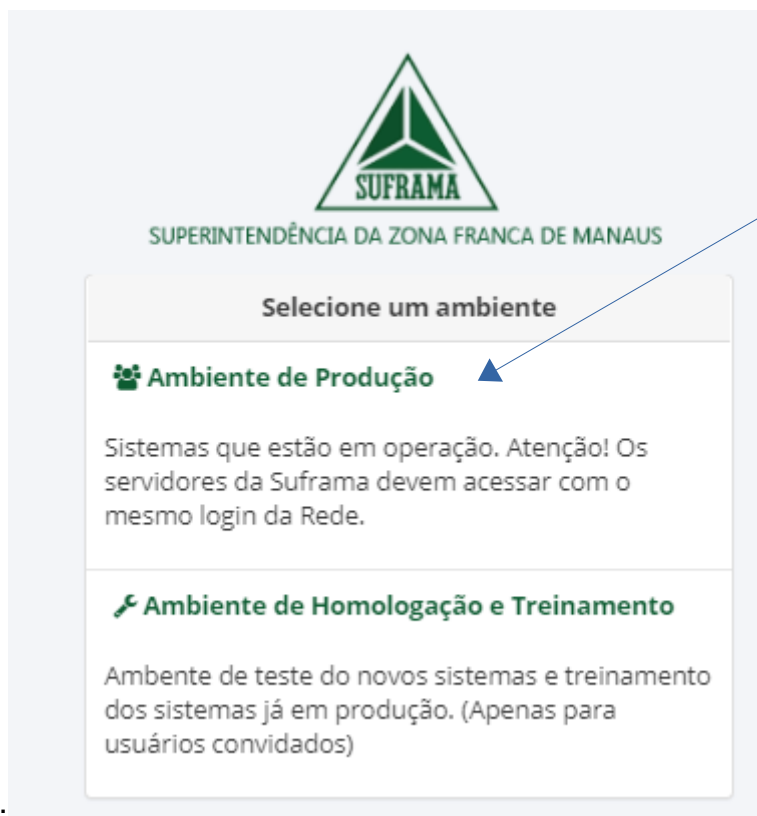 SUFRAMA
SUPERINTENDÊNCIA DA ZONA FRANCA DE MANAUS
Selecione um ambiente
Ambiente de Produção
Sistemas que estão em operação. Atenção! Os
servidores da Suframa devem acessar com o
mesmo login da Rede.
Ambiente de Homologação e Treinamento
Ambente de teste do novos sistemas e treinamento
dos sistemas já em produção. (Apenas para
usuários convidados)
.